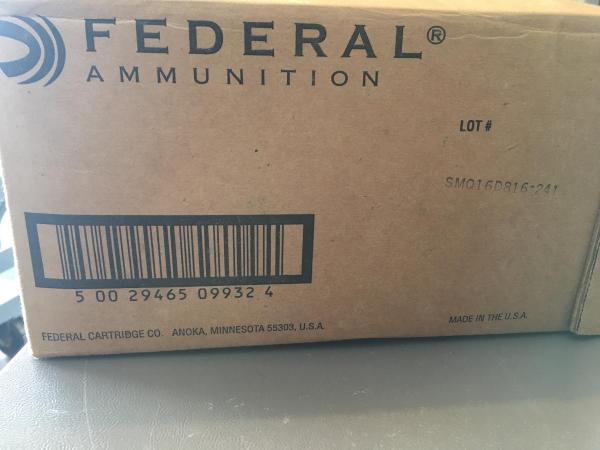 FEDERAL®
AMMUNITION
LOT #
SMQ16D816-241
5 00 29465 09932 4
FEDERAL CARTRIDGE CO. ANOKA, MINNESOTA 55303, U.S.A.
MADE IN THE U.S.A.